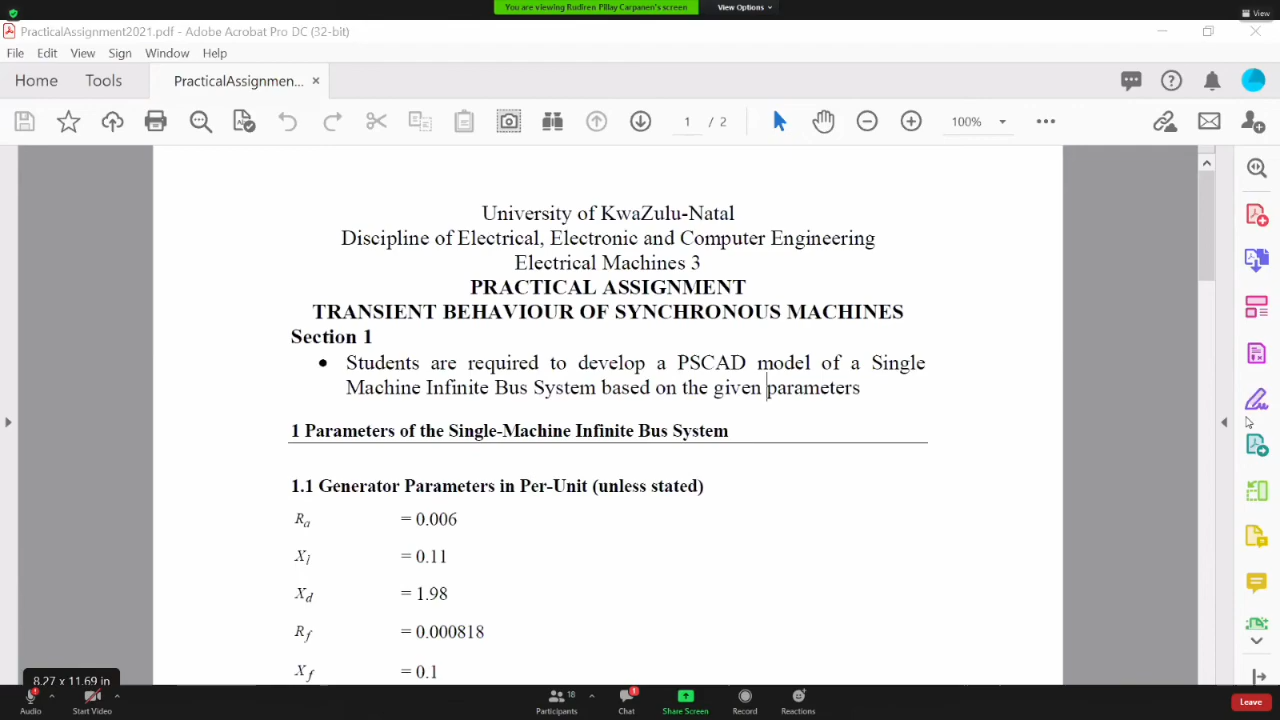 You are viewing Rudiren Pillay Carpanen's screen
View Options
View
PracticalAssignment2021.pdf - Adobe Acrobat Pro DC (32-bit)
File Edit View Sign Window Help
Home Tools PracticalAssignmen... ×
1 / 2 100%
University of KwaZulu-Natal
Discipline of Electrical, Electronic and Computer Engineering
Electrical Machines 3
PRACTICAL ASSIGNMENT
TRANSIENT BEHAVIOUR OF SYNCHRONOUS MACHINES
Section 1
• Students are required to develop a PSCAD model of a Single
Machine Infinite Bus System based on the given parameters
1 Parameters of the Single-Machine Infinite Bus System
1.1 Generator Parameters in Per-Unit (unless stated)
Ra = 0.006
Xl = 0.11
Xd = 1.98
Rf = 0.000818
Xf = 0.1
8.27 x 11.69 in
Audio Start Video Participants 18 Chat 1 Share Screen Record Reactions Leave